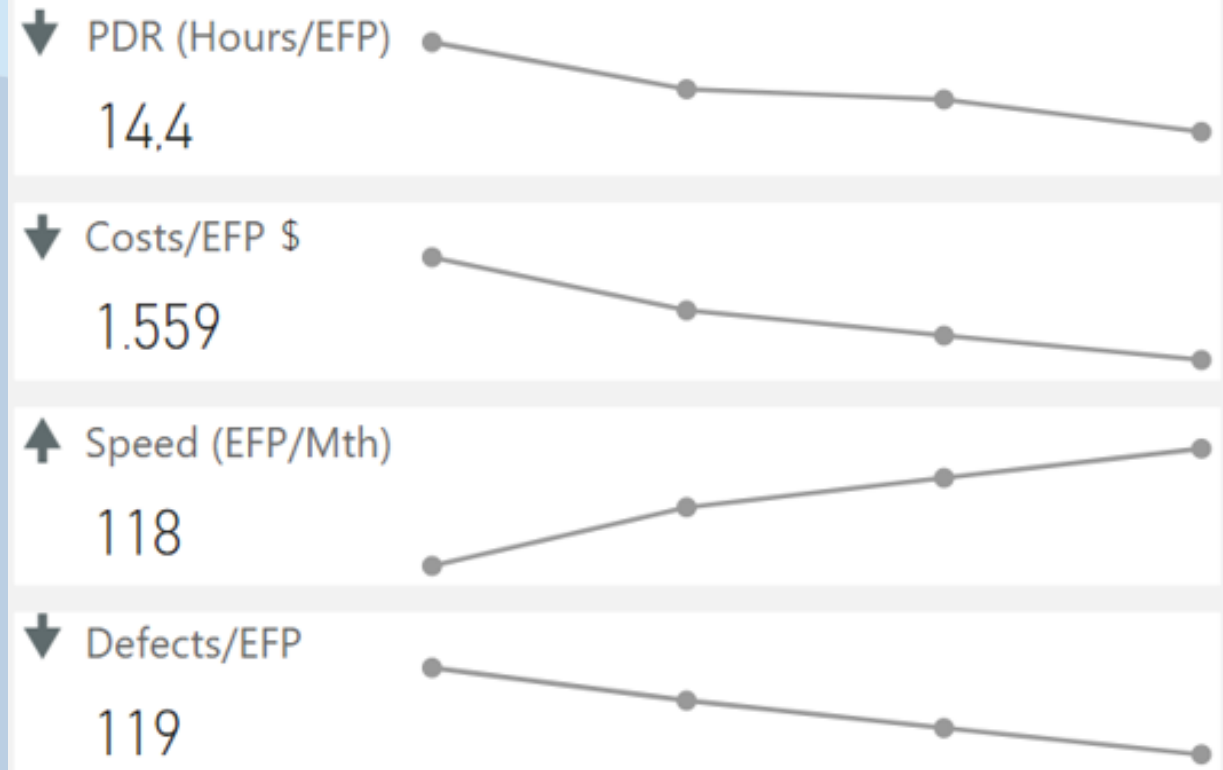 PDR (Hours/EFP)
14,4
Costs/EFP $
1.559
Speed (EFP/Mth)
118
Defects/EFP
119